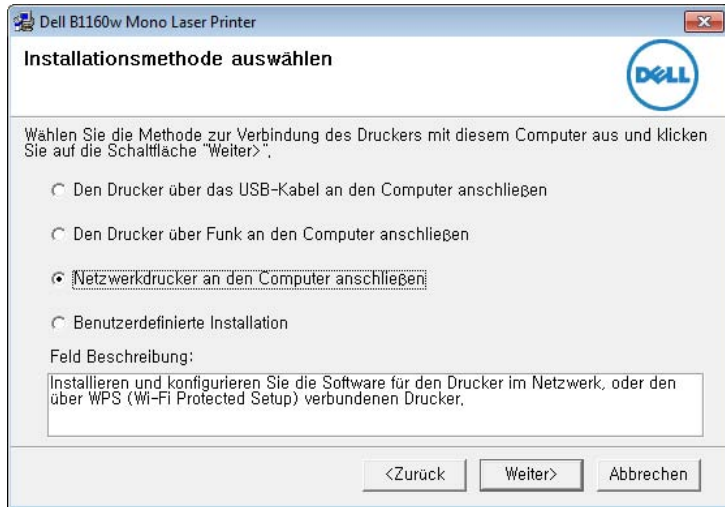 Dell B1160w Mono Laser Printer
Installationsmethode auswählen
DELL
Wählen Sie die Methode zur Verbindung des Druckers mit diesem Computer aus und klicken
Sie auf die Schaltfläche "Weiter>".
Den Drucker über das USB-Kabel an den Computer anschließen
Den Drucker über Funk an den Computer anschließen
Netzwerkdrucker an den Computer anschließen
Benutzerdefinierte Installation
Feld Beschreibung:
Installieren und konfigurieren Sie die Software für den Drucker im Netzwerk, oder den
über WPS (Wi-Fi Protected Setup) verbundenen Drucker.
<Zurück Weiter> Abbrechen